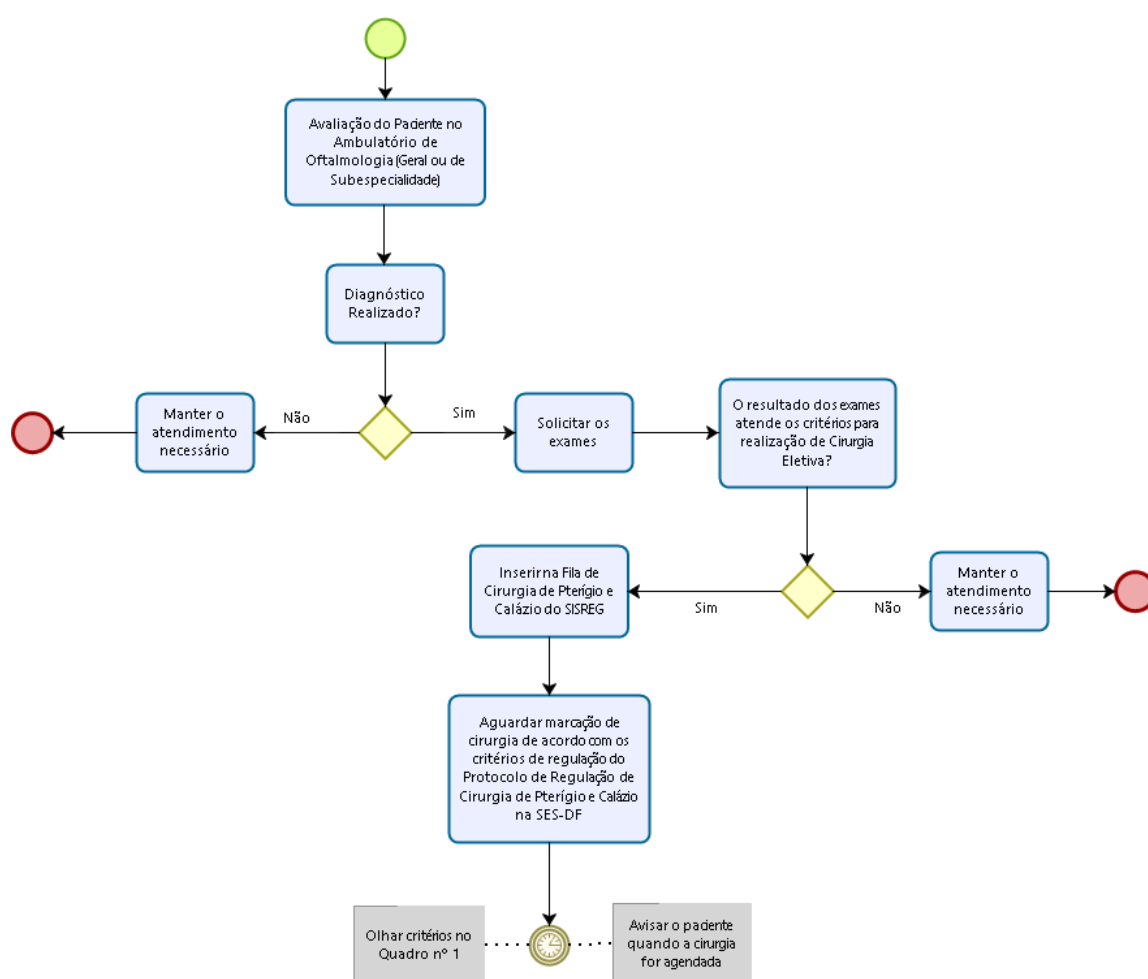 Avaliação do Paciente no
Ambulatório de
Oftalmologia (Geral ou de
Subespecialidade)
Diagnóstico
Realizado?
Manter o
atendimento
necessário
Não
Sim
Solicitar os
exames
O resultado dos exames
atende os critérios para
realização de Cirurgia
Eletiva?
Inserir na Fila de
Cirurgia de Pterígio e
Calázio do SISREG
Sim
Não
Manter o
atendimento
necessário
Aguardar marcação de
cirurgia de acordo com os
critérios de regulação do
Protocolo de Regulação de
Cirurgia de Pterígio e Calázio
na SES-DF
Olhar critérios no
Quadro nº 1
Avisar o paciente
quando a cirurgia
for agendada